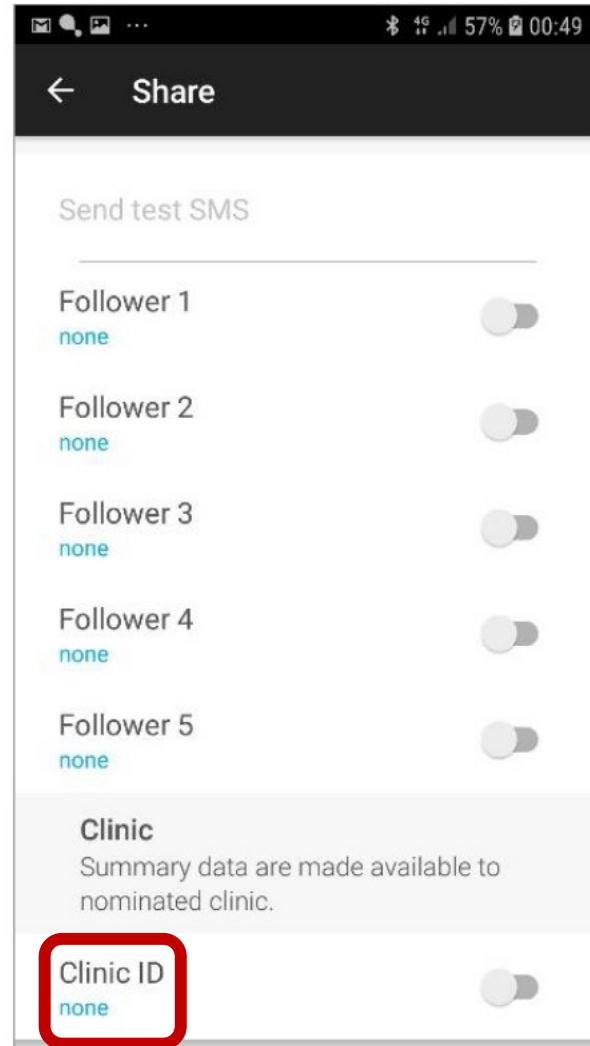 ... 4G 57% 00:49
Share
Send test SMS
Follower 1
none
Follower 2
none
Follower 3
none
Follower 4
none
Follower 5
none
Clinic
Summary data are made available to
nominated clinic.
Clinic ID
none